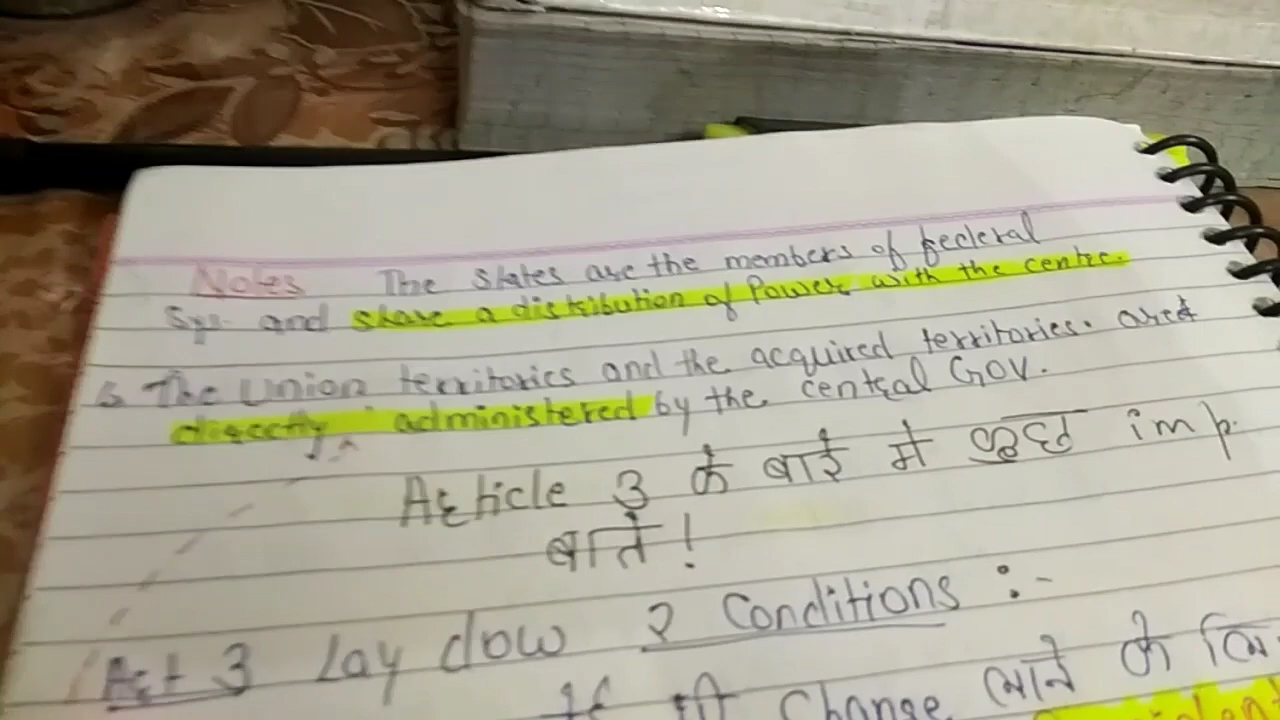 Notes The States are the members of federal
Sys. and share a distribution of Power with the centre.
The Union territories and the acquired territories. are
directly administered by the central Gov.
Article 3 के बारे में कुछ imp.
बातें!
Art 3 Lay dow 2 Conditions :-
भी Change लाने के लि